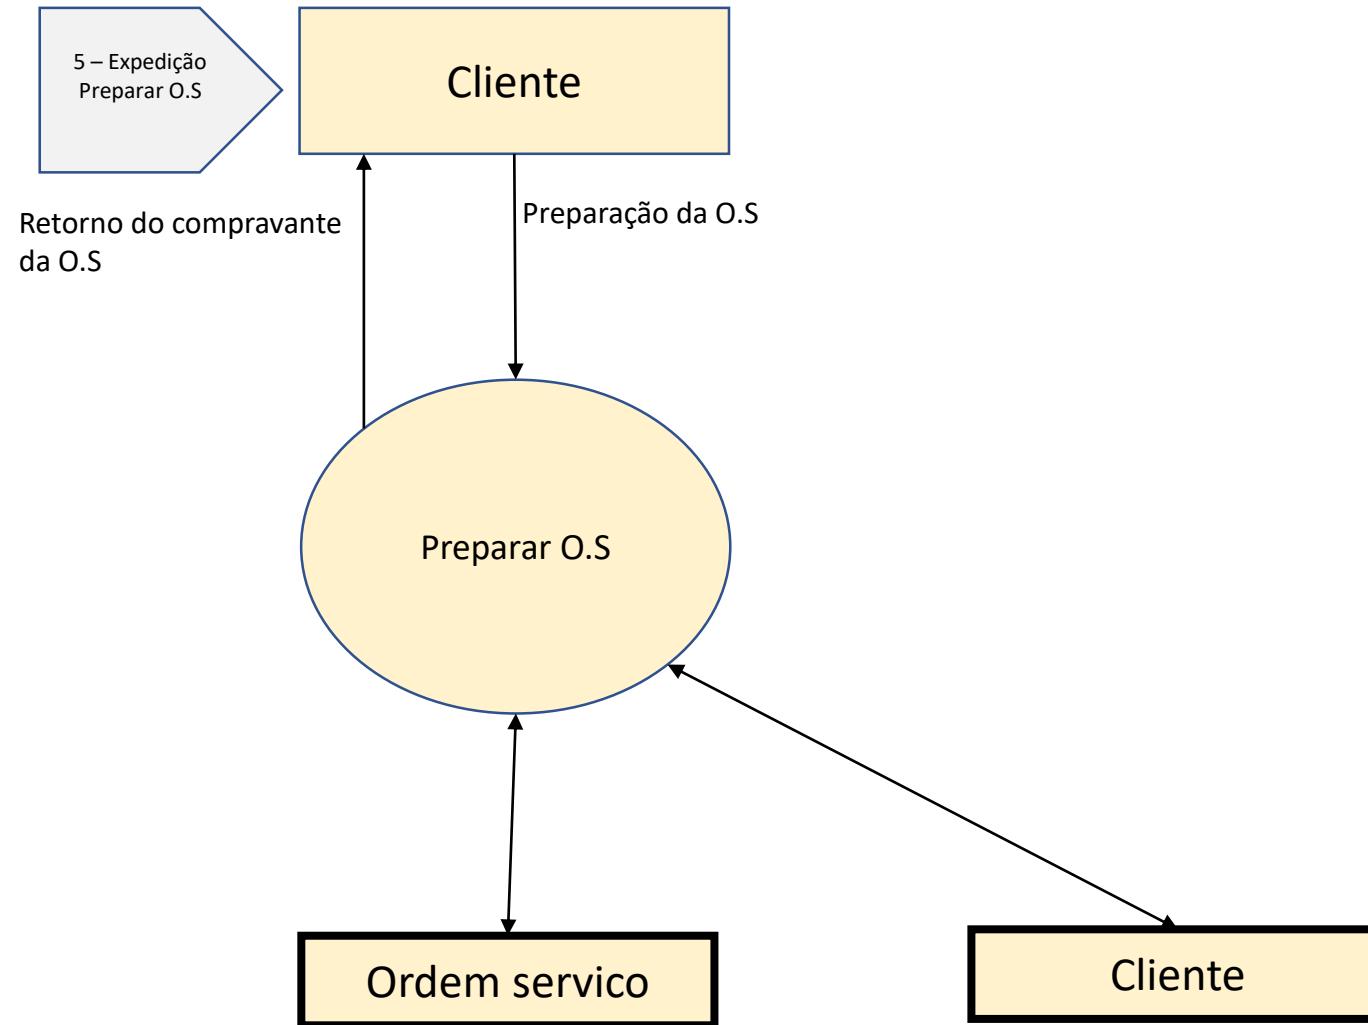 5 – Expedição
Preparar O.S
Cliente
Retorno do compravante
da O.S
Preparação da O.S
Preparar O.S
Ordem servico
Cliente